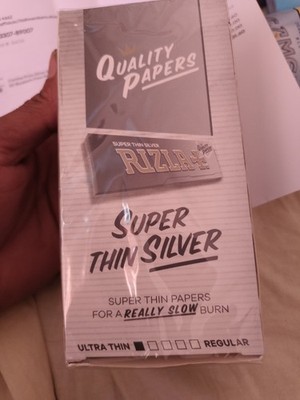 QUALITY
PAPERS
SUPER THIN SILVER
RIZLA+
SUPER
THIN SILVER
SUPER THIN PAPERS
FOR A REALLY SLOW BURN
ULTRA THIN
REGULAR